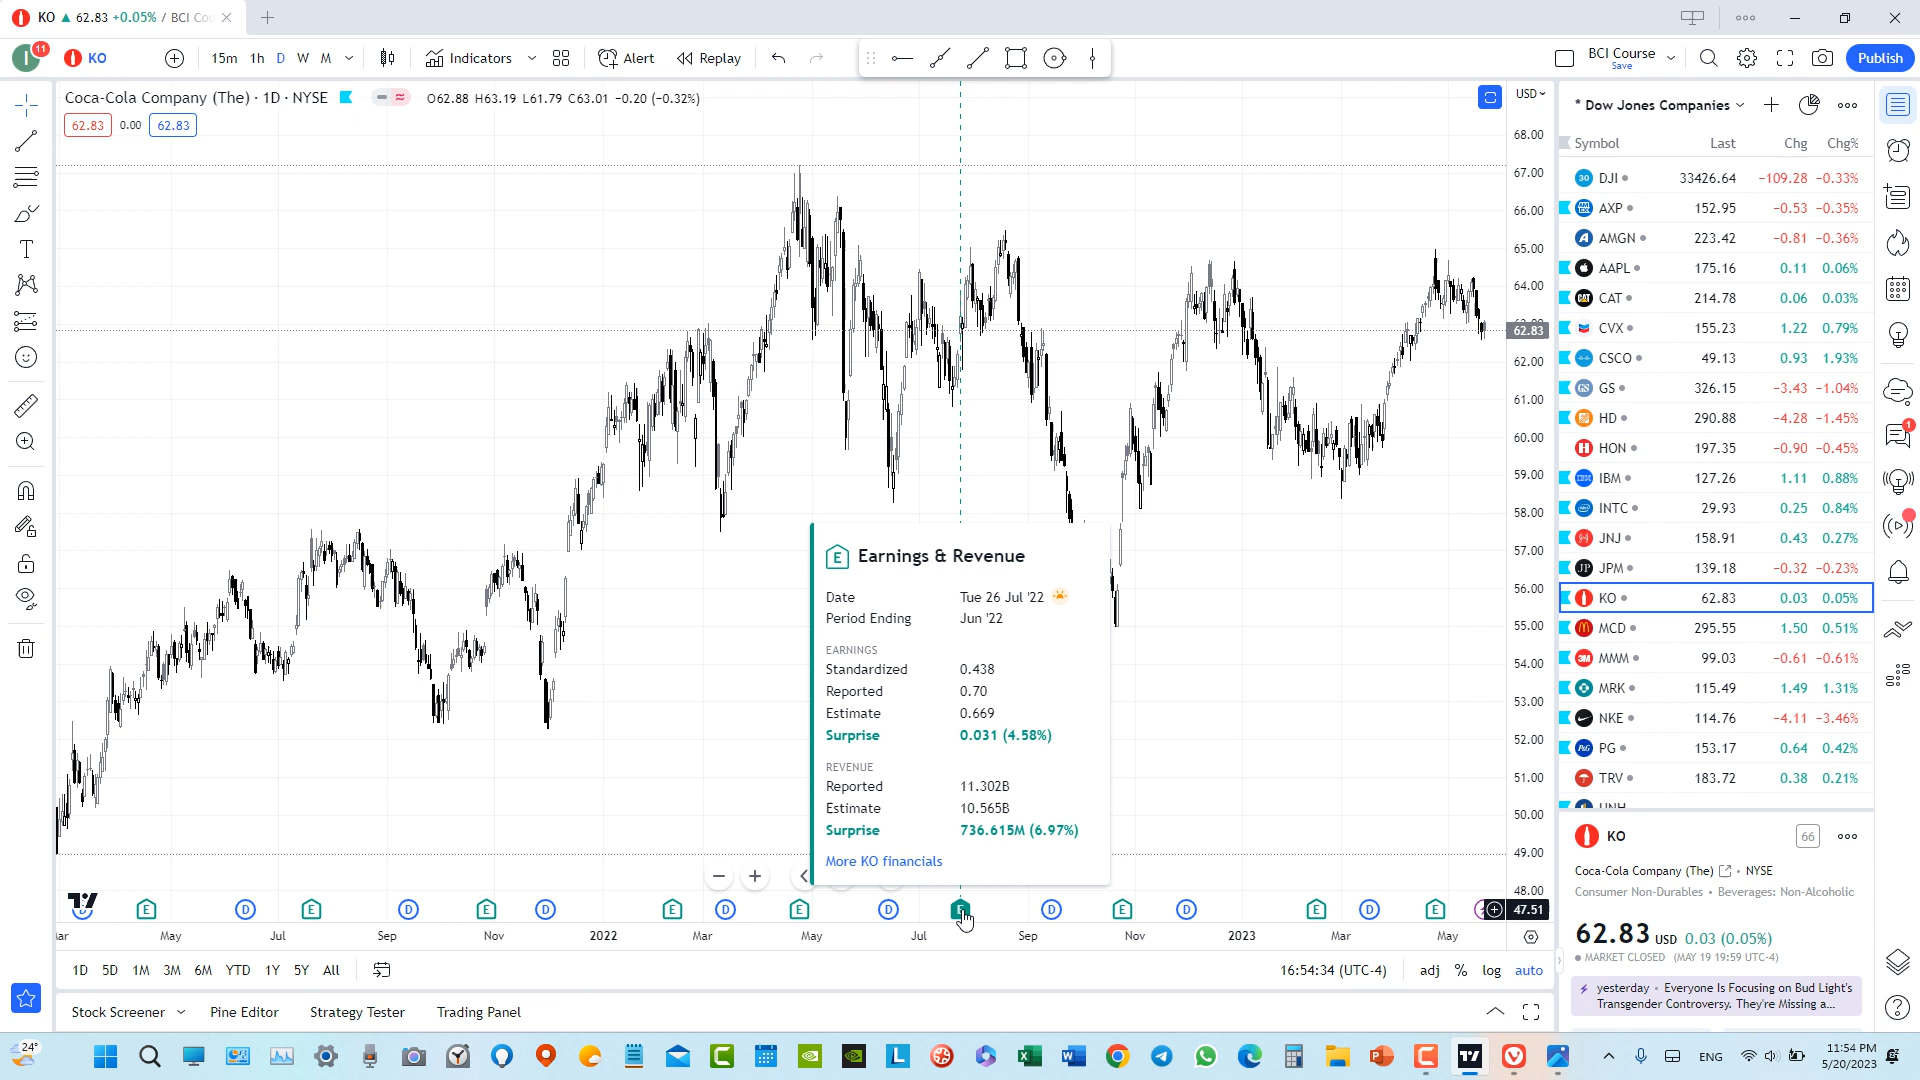 KO ▲ 62.83 +0.05% / BCI Co
11
KO
15m 1h D W M
Indicators
Alert
Replay
BCI Course
Save
Publish
Coca-Cola Company (The) · 1D · NYSE
O62.88 H63.19 L61.79 C63.01 −0.20 (−0.32%)
62.83 0.00 62.83
USD
68.00
67.00
66.00
65.00
64.00
62.83
62.00
61.00
60.00
59.00
58.00
57.00
56.00
55.00
54.00
53.00
52.00
51.00
50.00
49.00
48.00
47.51
E Earnings & Revenue
Date Tue 26 Jul '22
Period Ending Jun '22
EARNINGS
Standardized 0.438
Reported 0.70
Estimate 0.669
Surprise 0.031 (4.58%)
REVENUE
Reported 11.302B
Estimate 10.565B
Surprise 736.615M (6.97%)
More KO financials
E D E D E D E D E D E D E D E D E
May Jul Sep Nov 2022 Mar May Jul Sep Nov 2023 Mar May
1D 5D 1M 3M 6M YTD 1Y 5Y All
16:54:34 (UTC-4) adj % log auto
Stock Screener Pine Editor Strategy Tester Trading Panel
* Dow Jones Companies
Symbol Last Chg Chg%
30 DJI 33426.64 −109.28 −0.33%
AXP 152.95 −0.53 −0.35%
AMGN 223.42 −0.81 −0.36%
AAPL 175.16 0.11 0.06%
CAT CAT 214.78 0.06 0.03%
CVX 155.23 1.22 0.79%
CSCO 49.13 0.93 1.93%
GS GS 326.15 −3.43 −1.04%
HD 290.88 −4.28 −1.45%
HON 197.35 −0.90 −0.45%
IBM IBM 127.26 1.11 0.88%
INTC 29.93 0.25 0.84%
JNJ 158.91 0.43 0.27%
JP JPM 139.18 −0.32 −0.23%
KO 62.83 0.03 0.05%
MCD 295.55 1.50 0.51%
3M MMM 99.03 −0.61 −0.61%
MRK 115.49 1.49 1.31%
NKE 114.76 −4.11 −3.46%
P&G PG 153.17 0.64 0.42%
TRV 183.72 0.38 0.21%
UNH
KO 66
Coca-Cola Company (The) • NYSE
Consumer Non-Durables • Beverages: Non-Alcoholic
62.83 USD 0.03 (0.05%)
MARKET CLOSED (MAY 19 19:59 UTC-4)
yesterday • Everyone Is Focusing on Bud Light's
Transgender Controversy. They're Missing a...
1
24°
ENG
11:54 PM
5/20/2023